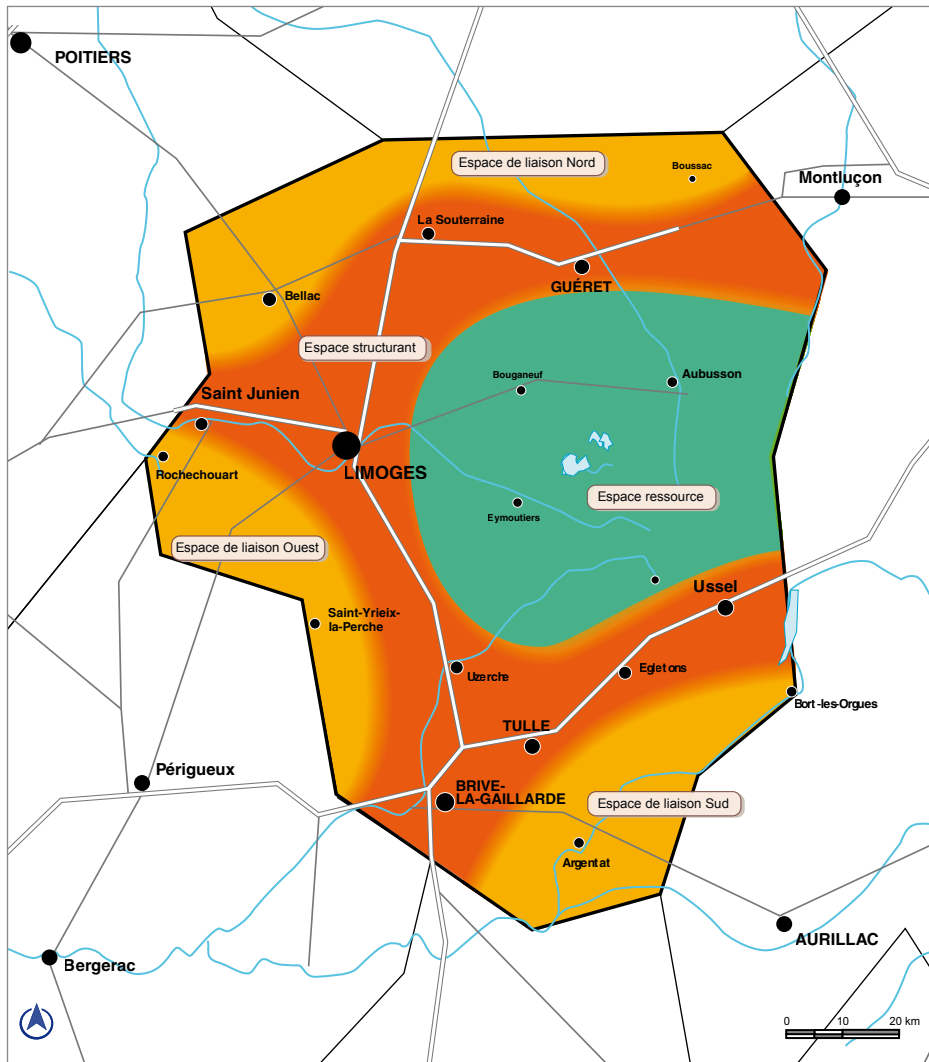 POITIERS
Espace de liaison Nord
Boussac
Montluçon
La Souterraine
GUÉRET
Bellac
Espace structurant
Bouganeuf
Aubusson
Saint Junien
LIMOGES
Rochechouart
Espace ressource
Eymoutiers
Espace de liaison Ouest
Ussel
Saint-Yrieix-
la-Perche
Uzerche
Egletons
Bort-les-Orgues
TULLE
Périgueux
BRIVE-
LA-GAILLARDE
Espace de liaison Sud
Argentat
AURILLAC
Bergerac
0 10 20 km